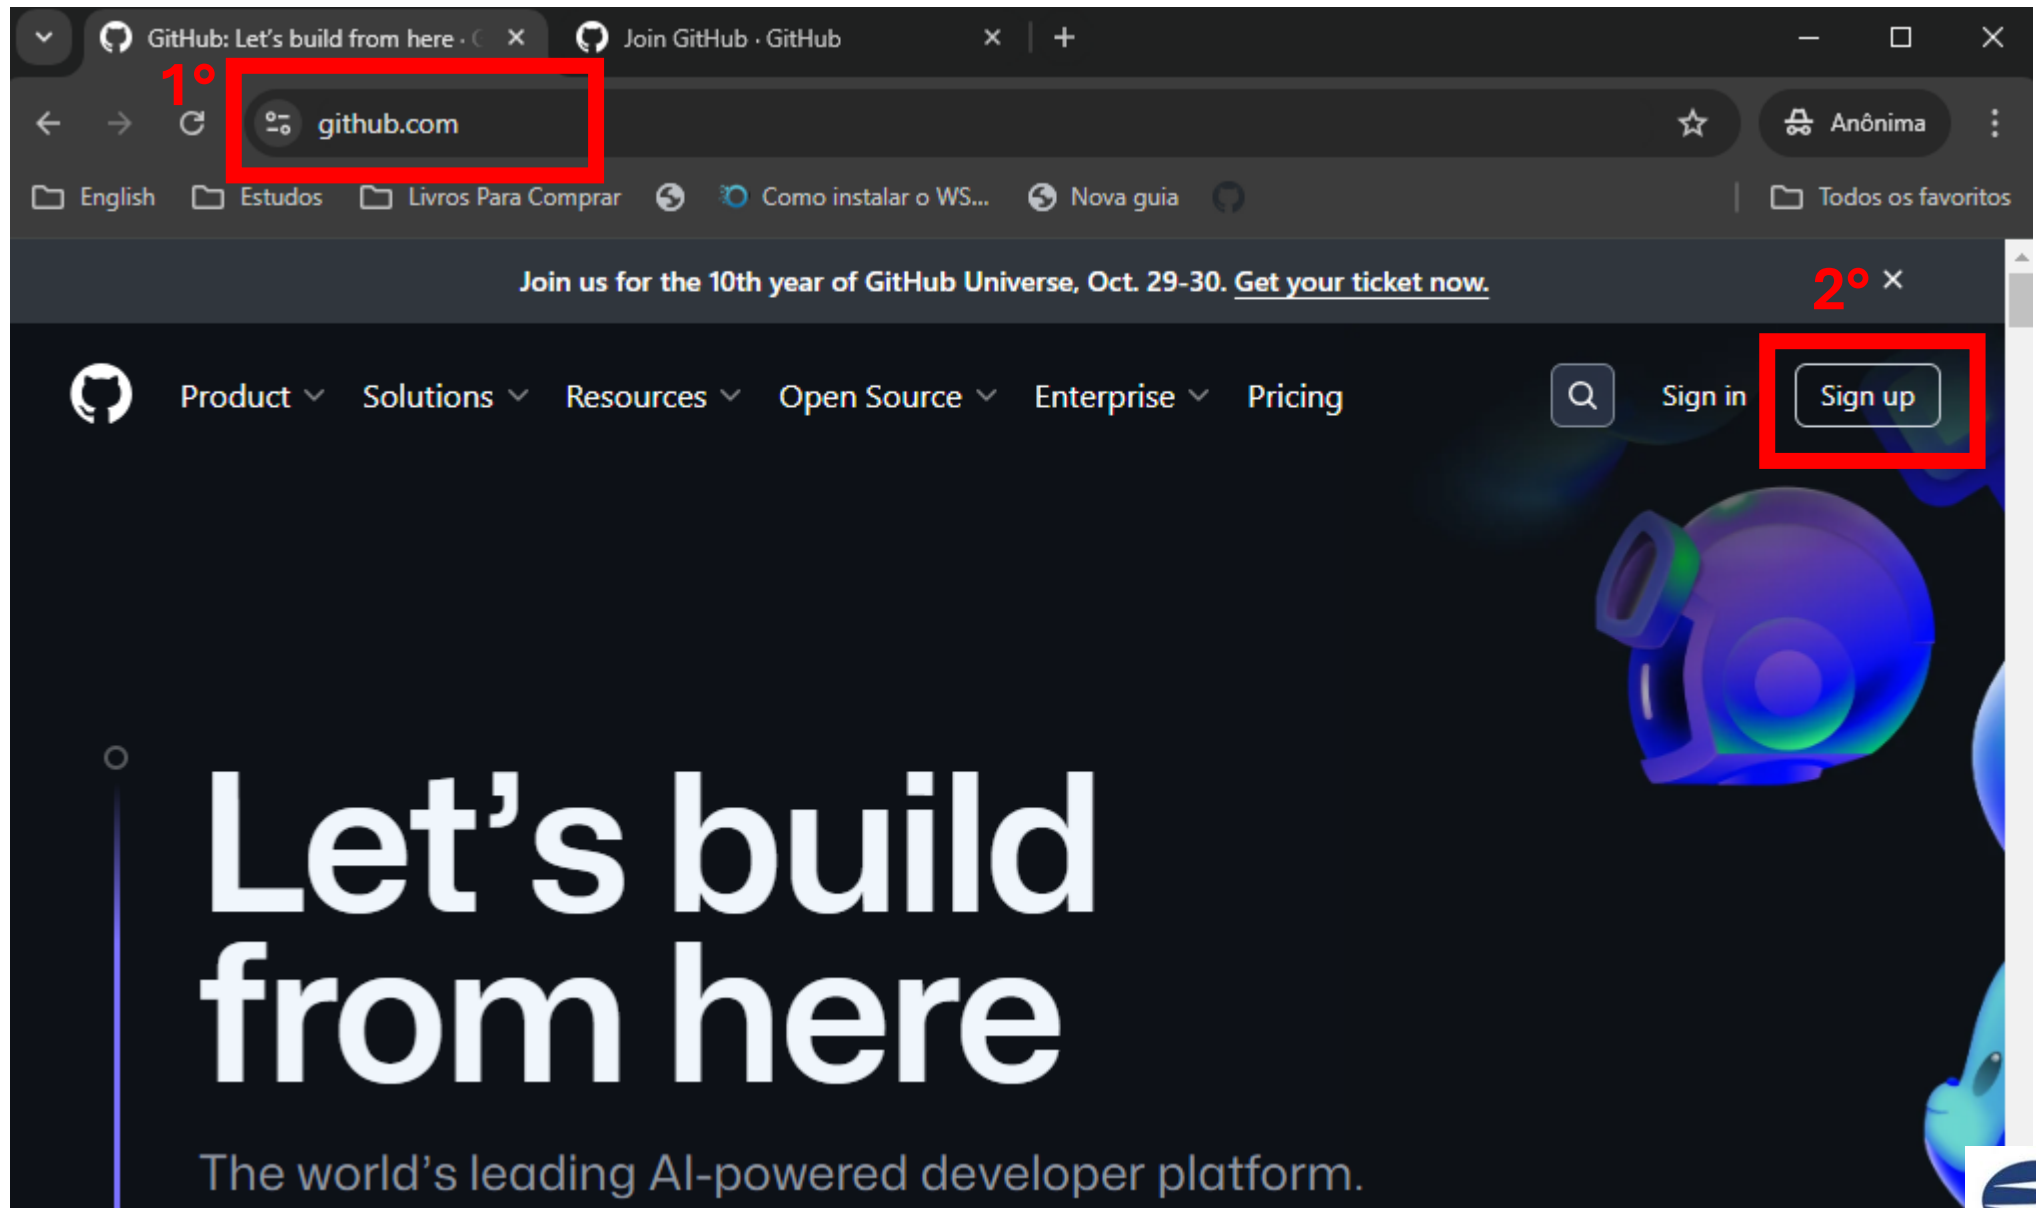 GitHub: Let's build from here ·
Join GitHub · GitHub
1°
github.com
Anônima
English
Estudos
Livros Para Comprar
Como instalar o WS...
Nova guia
Todos os favoritos
Join us for the 10th year of GitHub Universe, Oct. 29-30. Get your ticket now.
2°
Product
Solutions
Resources
Open Source
Enterprise
Pricing
Sign in
Sign up
Let's build
from here
The world's leading AI-powered developer platform.